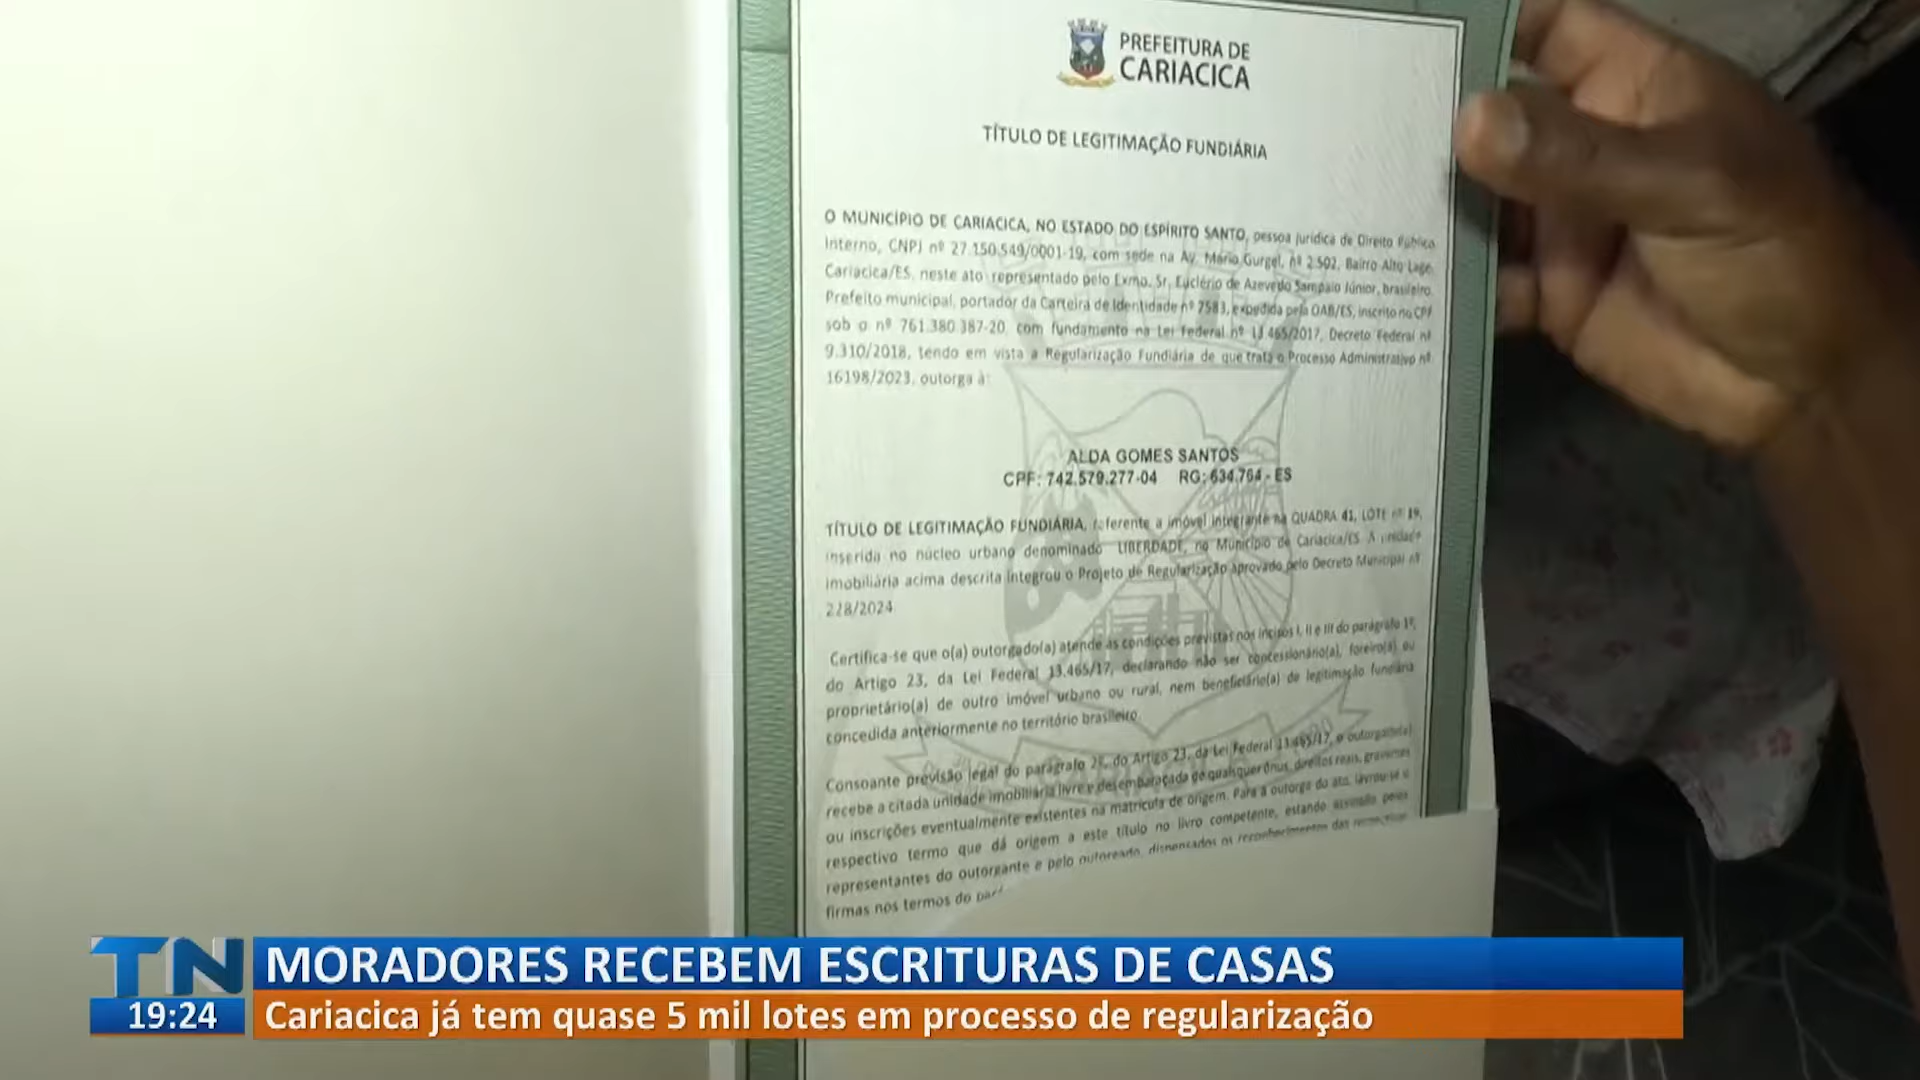 PREFEITURA DE
CARIACICA
TÍTULO DE LEGITIMAÇÃO FUNDIÁRIA
O MUNICÍPIO DE CARIACICA, NO ESTADO DO ESPÍRITO SANTO, pessoa jurídica de Direito Público
Interno, CNPJ nº 27.150.549/0001-19, com sede na Av. Mário Gurgel, nº 2.502, Bairro Alto Lage,
Cariacica/ES, neste ato representado pelo Exmo. Sr. Euclério de Azevedo Sampaio Júnior, brasileiro,
Prefeito municipal, portador da Carteira de Identidade nº 7583, expedida pela OAB/ES, inscrito no CPF
sob o nº 761.380.387-20, com fundamento na Lei Federal nº 13.465/2017, Decreto Federal nº
9.310/2018, tendo em vista a Regularização Fundiária de que trata o Processo Administrativo nº
16198/2023, outorga à:
ALDA GOMES SANTOS
CPF: 742.579.277-04 RG: 634.764 - ES
TÍTULO DE LEGITIMAÇÃO FUNDIÁRIA, referente a imóvel integrante na QUADRA 41, LOTE nº 19,
inserida no núcleo urbano denominado LIBERDADE, no Município de Cariacica/ES. A unidade
imobiliária acima descrita integrou o Projeto de Regularização aprovado pelo Decreto Municipal nº
228/2024
Certifica-se que o(a) outorgado(a) atende as condições previstas nos incisos I, II e III do parágrafo 1º,
do Artigo 23, da Lei Federal 13.465/17, declarando não ser concessionário(a), foreiro(a) ou
proprietário(a) de outro imóvel urbano ou rural, nem beneficiário(a) de legitimação fundiária
concedida anteriormente no território brasileiro.
Consoante previsão legal do parágrafo 2º, do Artigo 23, da Lei Federal 13.465/17, o outorgado(a)
recebe a citada unidade imobiliária livre e desembaraçada de quaisquer ônus, direitos reais, gravames
ou inscrições eventualmente existentes na matrícula de origem. Para a outorga do ato, lavrou-se o
respectivo termo que dá origem a este título no livro competente, estando assinado pelos
representantes do outorgante e pelo outorgado, dispensados os reconhecimentos das respectivas
firmas nos termos do
CARIACICA
TN
19:24
MORADORES RECEBEM ESCRITURAS DE CASAS
Cariacica já tem quase 5 mil lotes em processo de regularização